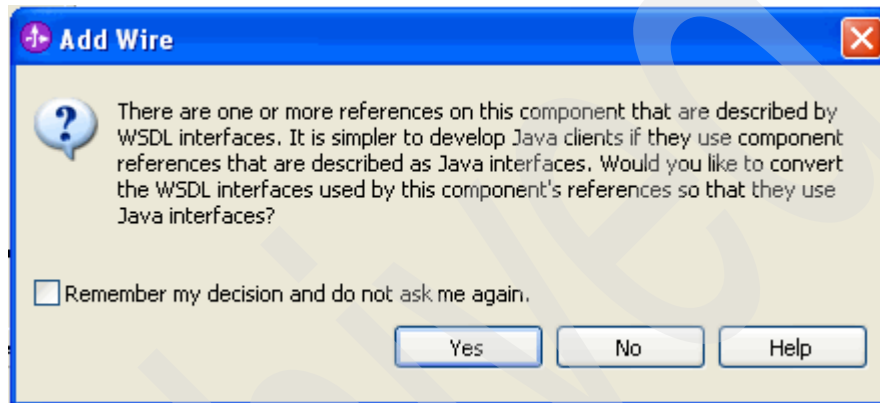 Add Wire
There are one or more references on this component that are described by
WSDL interfaces. It is simpler to develop Java clients if they use component
references that are described as Java interfaces. Would you like to convert
the WSDL interfaces used by this component's references so that they use
Java interfaces?
Remember my decision and do not ask me again.
Yes No Help